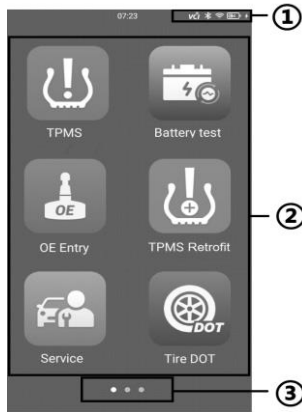 07:23
①
TPMS
Battery test
OE
OE Entry
TPMS Retrofit
②
DOT
Service
Tire DOT
③